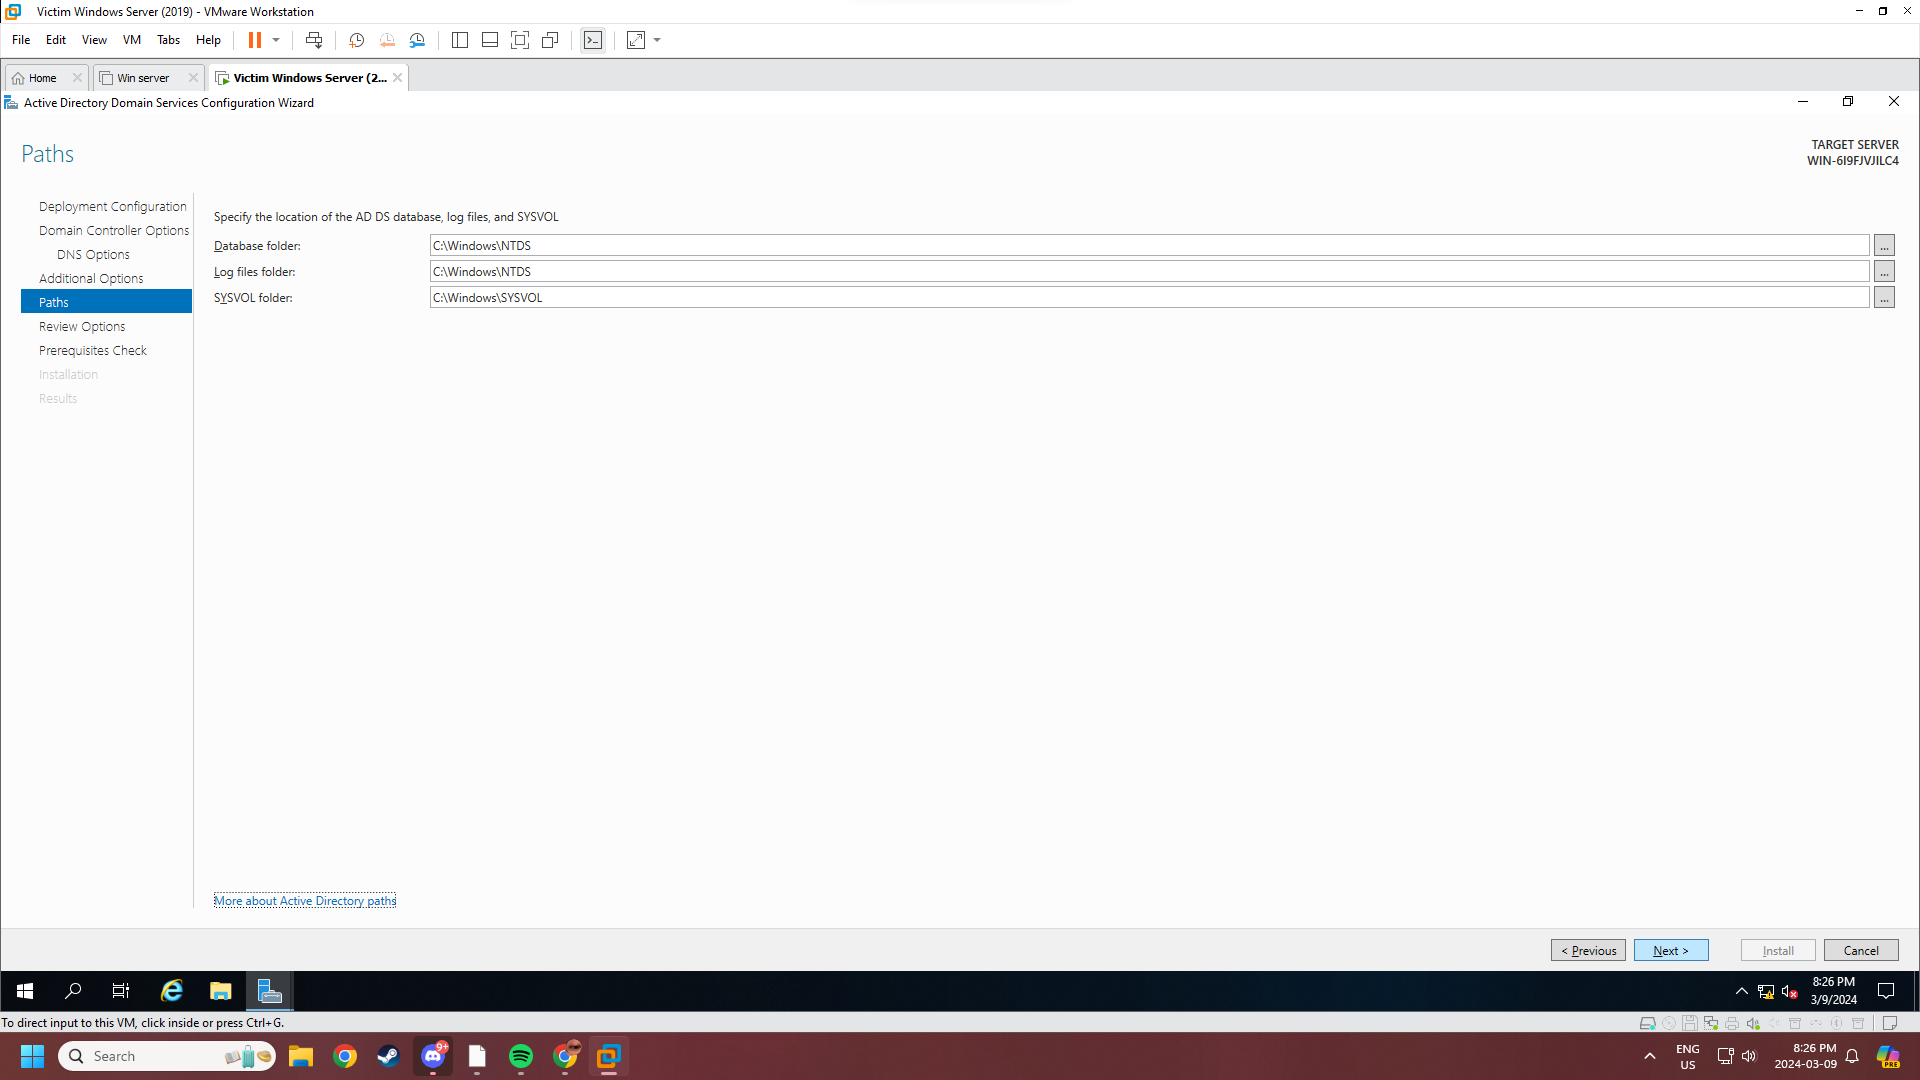 Victim Windows Server (2019) - VMware Workstation
File Edit View VM Tabs Help
Home Win server Victim Windows Server (2...
Active Directory Domain Services Configuration Wizard
Paths
TARGET SERVER
WIN-6I9FJVJILC4
Deployment Configuration
Domain Controller Options
DNS Options
Additional Options
Paths
Review Options
Prerequisites Check
Installation
Results
Specify the location of the AD DS database, log files, and SYSVOL
Database folder: C:\Windows\NTDS ...
Log files folder: C:\Windows\NTDS ...
SYSVOL folder: C:\Windows\SYSVOL ...
More about Active Directory paths
< Previous Next > Install Cancel
8:26 PM
3/9/2024
To direct input to this VM, click inside or press Ctrl+G.
Search
9+
ENG
US
8:26 PM
2024-03-09
PRE